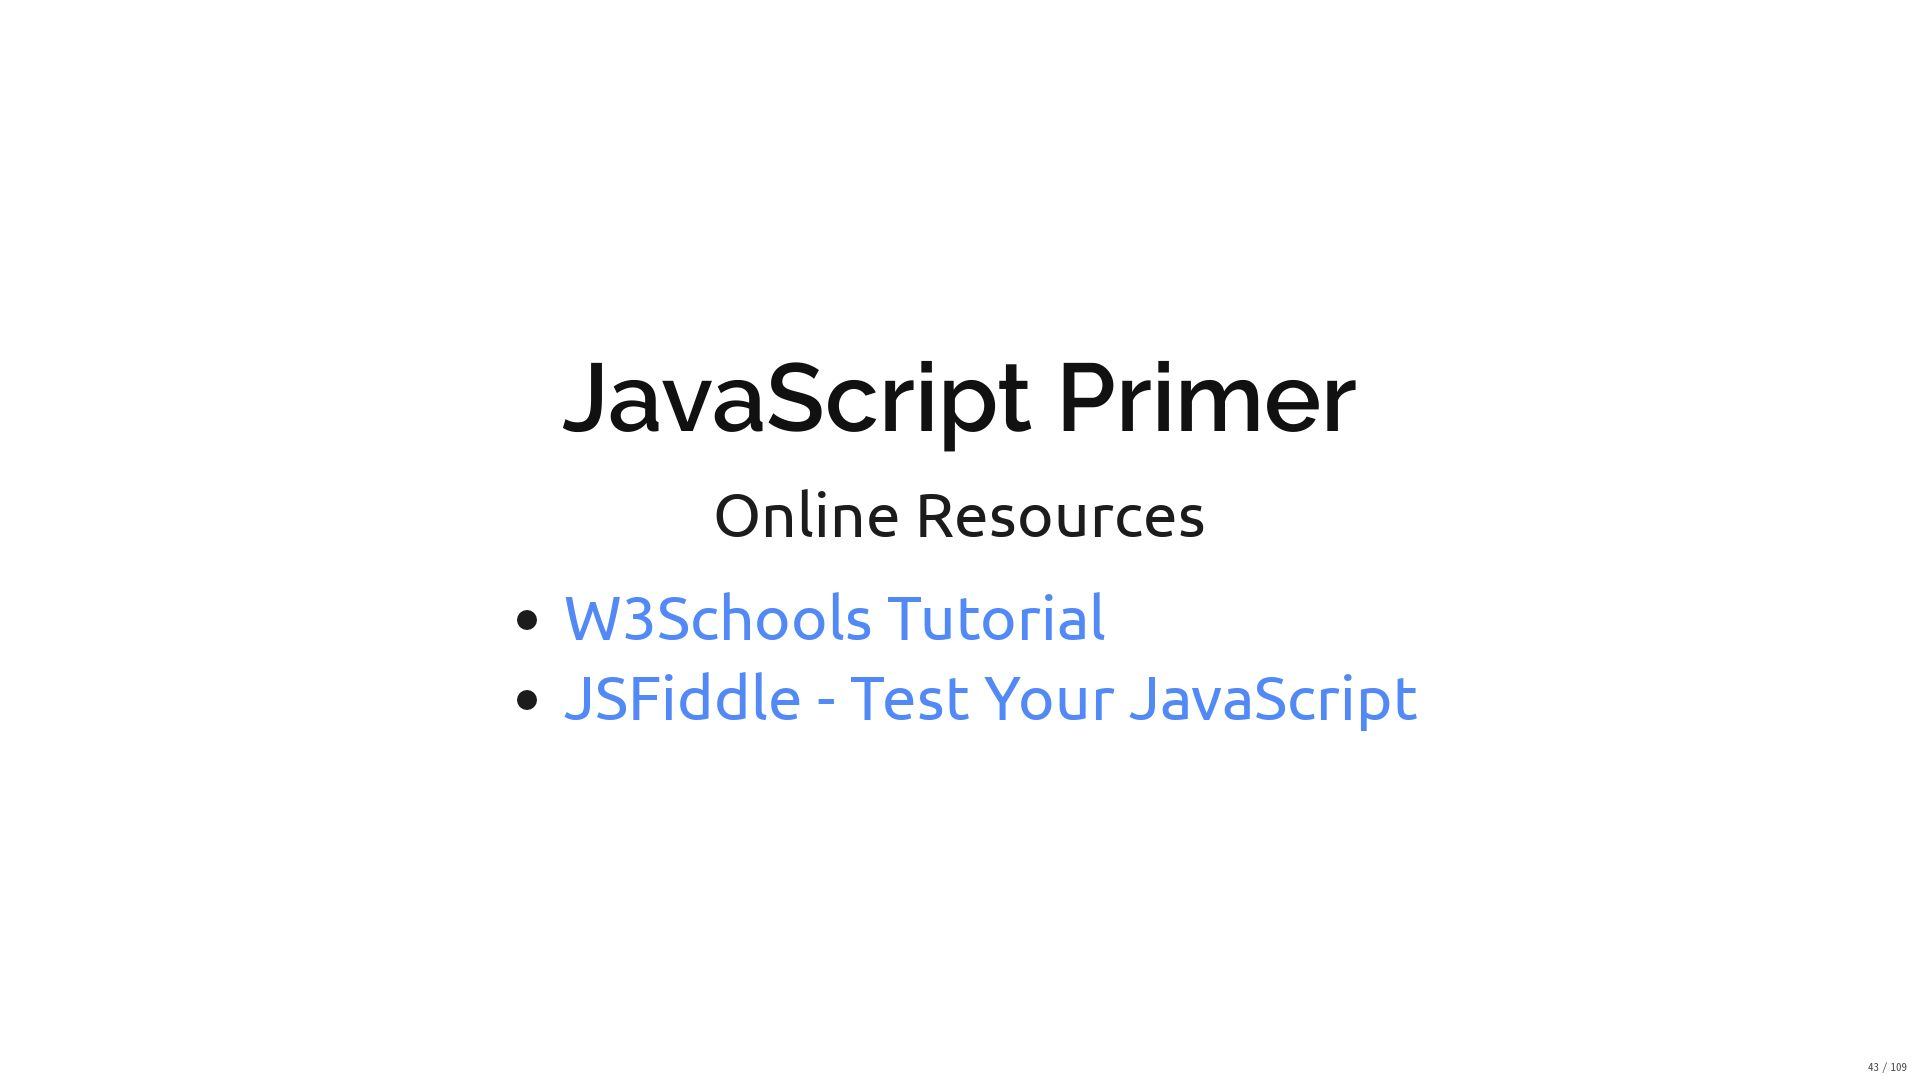 JavaScript Primer
Online Resources
• W3Schools Tutorial
• JSFiddle - Test Your JavaScript
43 / 109